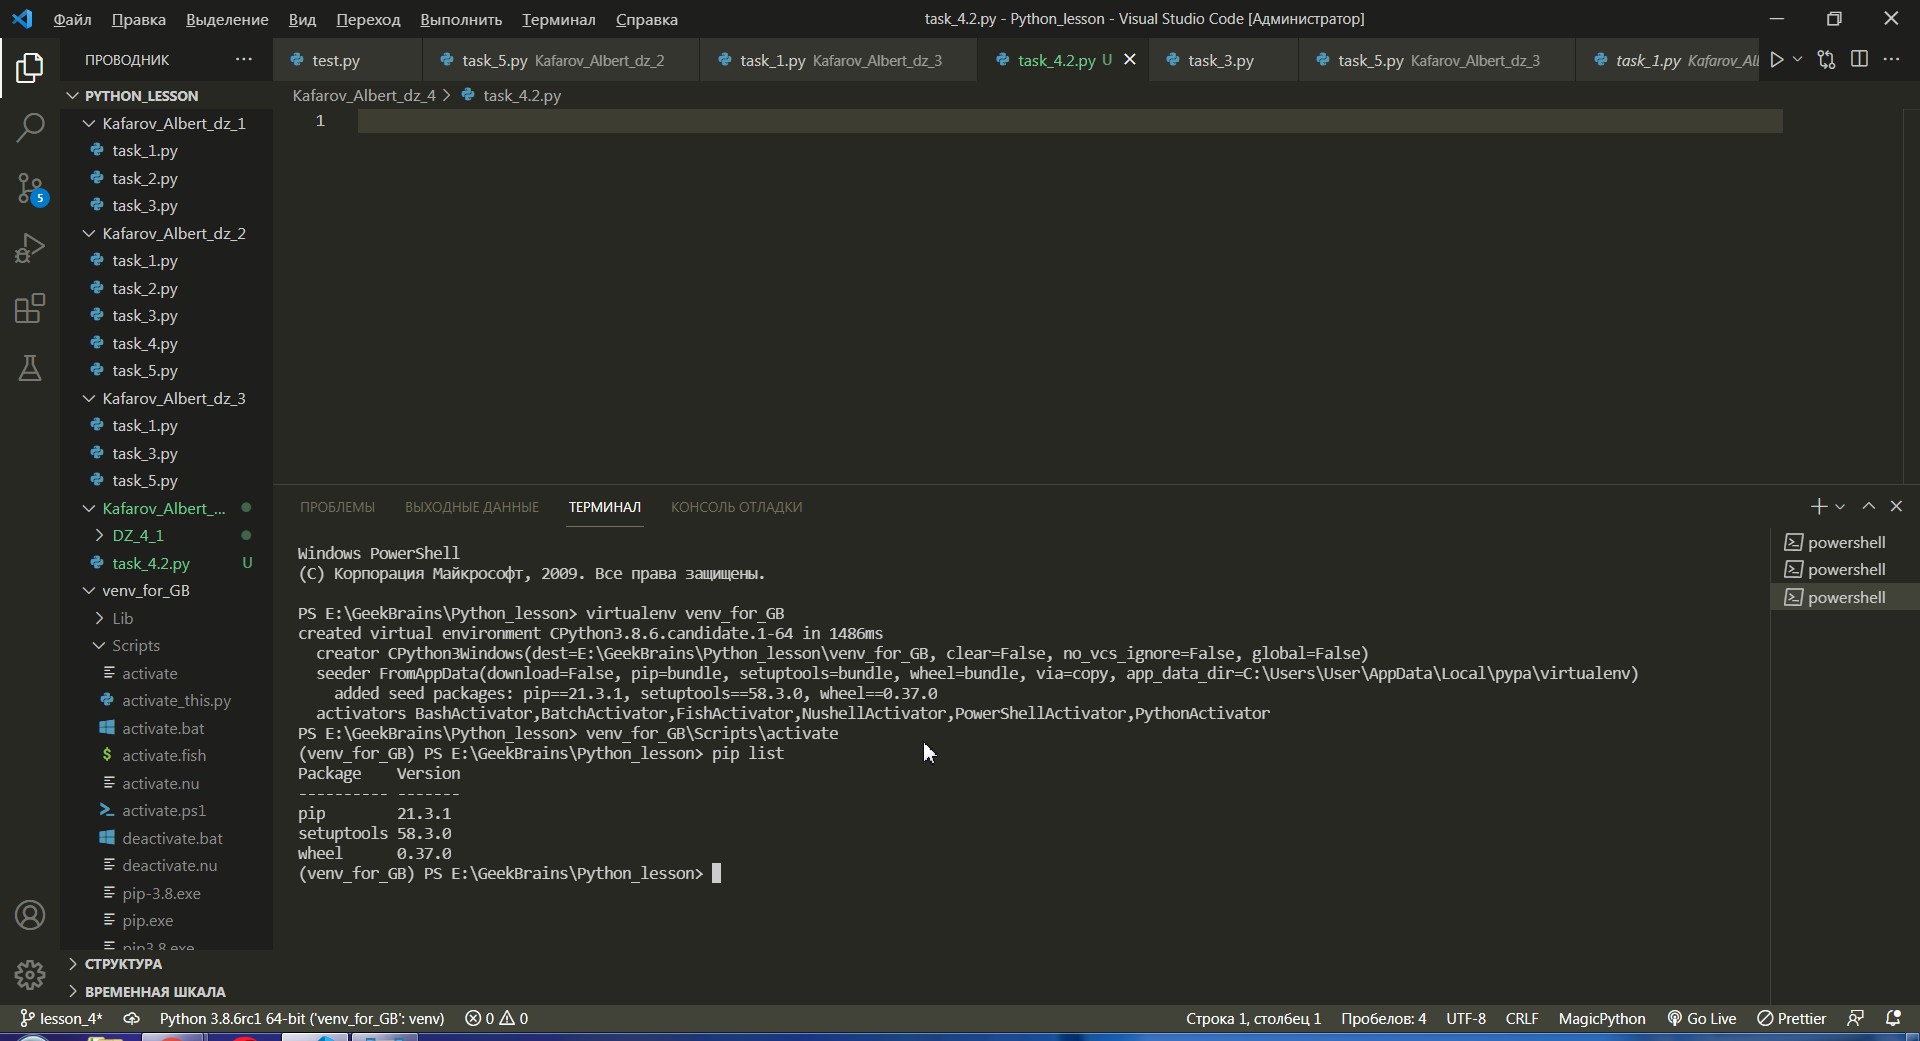 Файл Правка Выделение Вид Переход Выполнить Терминал Справка
task_4.2.py - Python_lesson - Visual Studio Code [Администратор]
ПРОВОДНИК
test.py
task_5.py Kafarov_Albert_dz_2
task_1.py Kafarov_Albert_dz_3
task_4.2.py U
task_3.py
task_5.py Kafarov_Albert_dz_3
task_1.py Kafarov_Al
Kafarov_Albert_dz_4 > task_4.2.py
1
5
PYTHON_LESSON
Kafarov_Albert_dz_1
task_1.py
task_2.py
task_3.py
Kafarov_Albert_dz_2
task_1.py
task_2.py
task_3.py
task_4.py
task_5.py
Kafarov_Albert_dz_3
task_1.py
task_3.py
task_5.py
Kafarov_Albert_...
DZ_4_1
task_4.2.py U
venv_for_GB
Lib
Scripts
activate
activate_this.py
activate.bat
activate.fish
activate.nu
activate.ps1
deactivate.bat
deactivate.nu
pip-3.8.exe
pip.exe
pip3.8.exe
СТРУКТУРА
ВРЕМЕННАЯ ШКАЛА
ПРОБЛЕМЫ ВЫХОДНЫЕ ДАННЫЕ ТЕРМИНАЛ КОНСОЛЬ ОТЛАДКИ
Windows PowerShell
(C) Корпорация Майкрософт, 2009. Все права защищены.
PS E:\GeekBrains\Python_lesson> virtualenv venv_for_GB
created virtual environment CPython3.8.6.candidate.1-64 in 1486ms
creator CPython3Windows(dest=E:\GeekBrains\Python_lesson\venv_for_GB, clear=False, no_vcs_ignore=False, global=False)
seeder FromAppData(download=False, pip=bundle, setuptools=bundle, wheel=bundle, via=copy, app_data_dir=C:\Users\User\AppData\Local\pypa\virtualenv)
added seed packages: pip==21.3.1, setuptools==58.3.0, wheel==0.37.0
activators BashActivator,BatchActivator,FishActivator,NushellActivator,PowerShellActivator,PythonActivator
PS E:\GeekBrains\Python_lesson> venv_for_GB\Scripts\activate
(venv_for_GB) PS E:\GeekBrains\Python_lesson> pip list
Package    Version
---------- -------
pip        21.3.1
setuptools 58.3.0
wheel      0.37.0
(venv_for_GB) PS E:\GeekBrains\Python_lesson>
powershell
powershell
powershell
lesson_4* Python 3.8.6rc1 64-bit ('venv_for_GB': venv) 0 0
Строка 1, столбец 1 Пробелов: 4 UTF-8 CRLF MagicPython Go Live Prettier